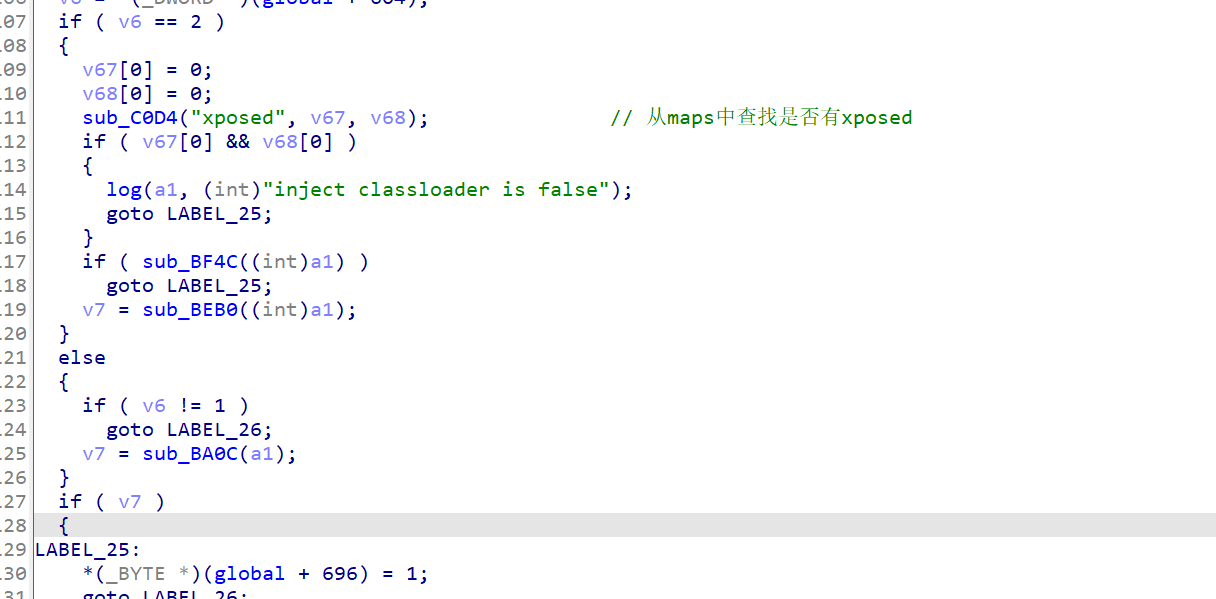 07 if ( v6 == 2 )
08 {
09 v67[0] = 0;
10 v68[0] = 0;
11 sub_C0D4("xposed", v67, v68); // 从maps中查找是否有xposed
12 if ( v67[0] && v68[0] )
13 {
14 log(a1, (int)"inject classloader is false");
15 goto LABEL_25;
16 }
17 if ( sub_BF4C((int)a1) )
18 goto LABEL_25;
19 v7 = sub_BEB0((int)a1);
20 }
21 else
22 {
23 if ( v6 != 1 )
24 goto LABEL_26;
25 v7 = sub_BA0C(a1);
26 }
27 if ( v7 )
28 {
29 LABEL_25:
30 *(_BYTE *)(global + 696) = 1;
31 goto LABEL_26;